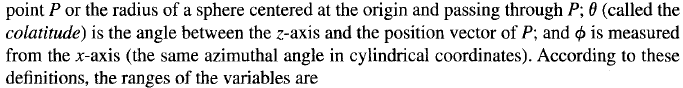 point P or the radius of a sphere centered at the origin and passing through P; θ (called the
colatitude) is the angle between the z-axis and the position vector of P; and ϕ is measured
from the x-axis (the same azimuthal angle in cylindrical coordinates). According to these
definitions, the ranges of the variables are